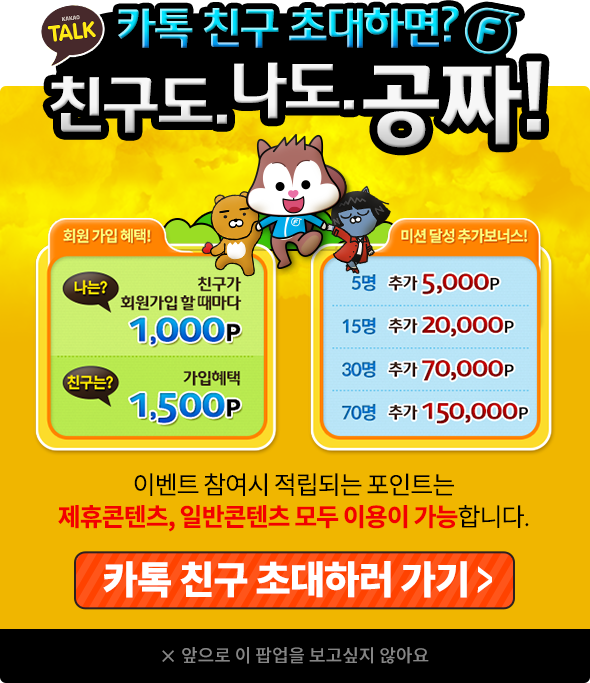 KAKAO
TALK
카톡 친구 초대하면?
F
친구도.나도.공짜!
회원 가입 혜택!
나는?
친구가
회원가입 할 때마다
1,000P
친구는?
가입혜택
1,500P
미션 달성 추가보너스!
5명 추가 5,000P
15명 추가 20,000P
30명 추가 70,000P
70명 추가 150,000P
이벤트 참여시 적립되는 포인트는
제휴콘텐츠, 일반콘텐츠 모두 이용이 가능합니다.
카톡 친구 초대하러 가기 >
× 앞으로 이 팝업을 보고싶지 않아요